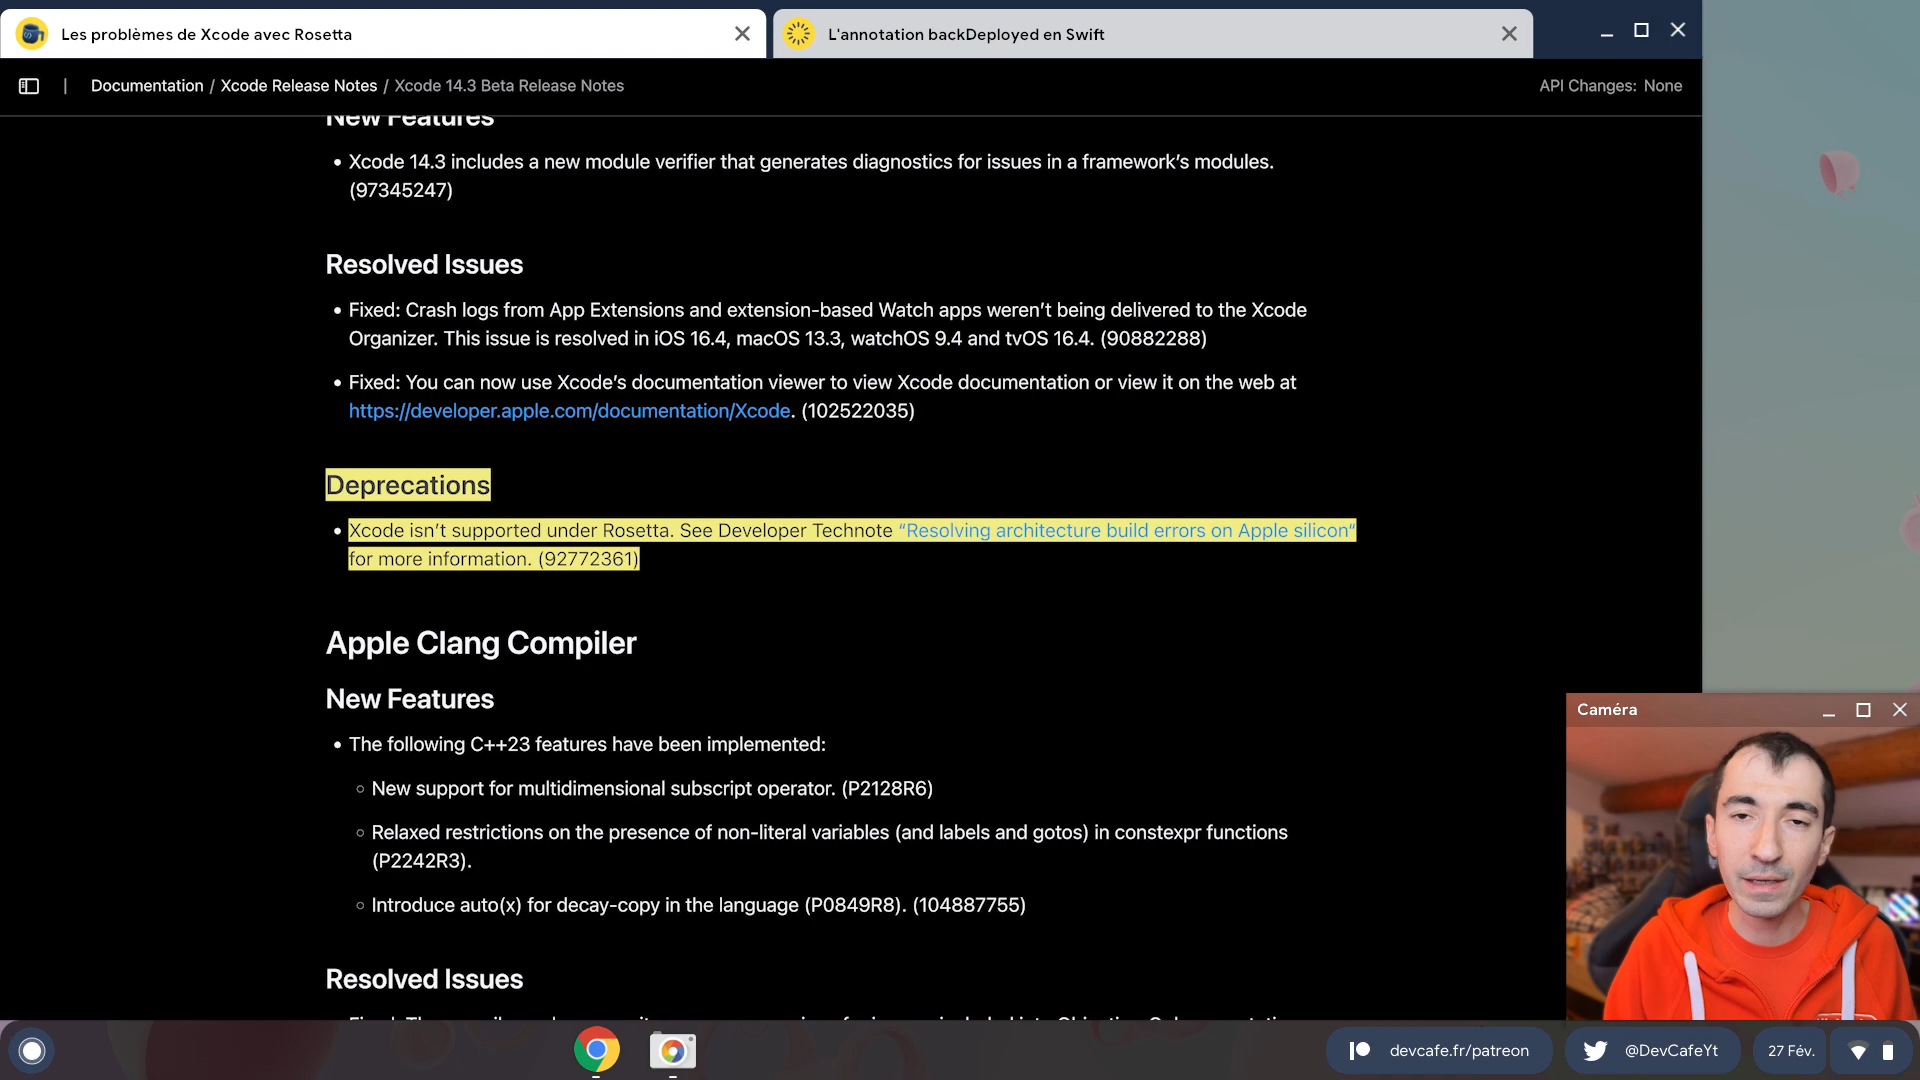 Les problèmes de Xcode avec Rosetta
L'annotation backDeployed en Swift
Documentation / Xcode Release Notes / Xcode 14.3 Beta Release Notes
API Changes: None
New Features
• Xcode 14.3 includes a new module verifier that generates diagnostics for issues in a framework’s modules.
(97345247)
Resolved Issues
• Fixed: Crash logs from App Extensions and extension-based Watch apps weren’t being delivered to the Xcode
Organizer. This issue is resolved in iOS 16.4, macOS 13.3, watchOS 9.4 and tvOS 16.4. (90882288)
• Fixed: You can now use Xcode’s documentation viewer to view Xcode documentation or view it on the web at
https://developer.apple.com/documentation/Xcode. (102522035)
Deprecations
• Xcode isn’t supported under Rosetta. See Developer Technote “Resolving architecture build errors on Apple silicon“
for more information. (92772361)
Apple Clang Compiler
New Features
• The following C++23 features have been implemented:
○ New support for multidimensional subscript operator. (P2128R6)
○ Relaxed restrictions on the presence of non-literal variables (and labels and gotos) in constexpr functions
(P2242R3).
○ Introduce auto(x) for decay-copy in the language (P0849R8). (104887755)
Resolved Issues
Caméra
devcafe.fr/patreon
@DevCafeYt
27 Fév.